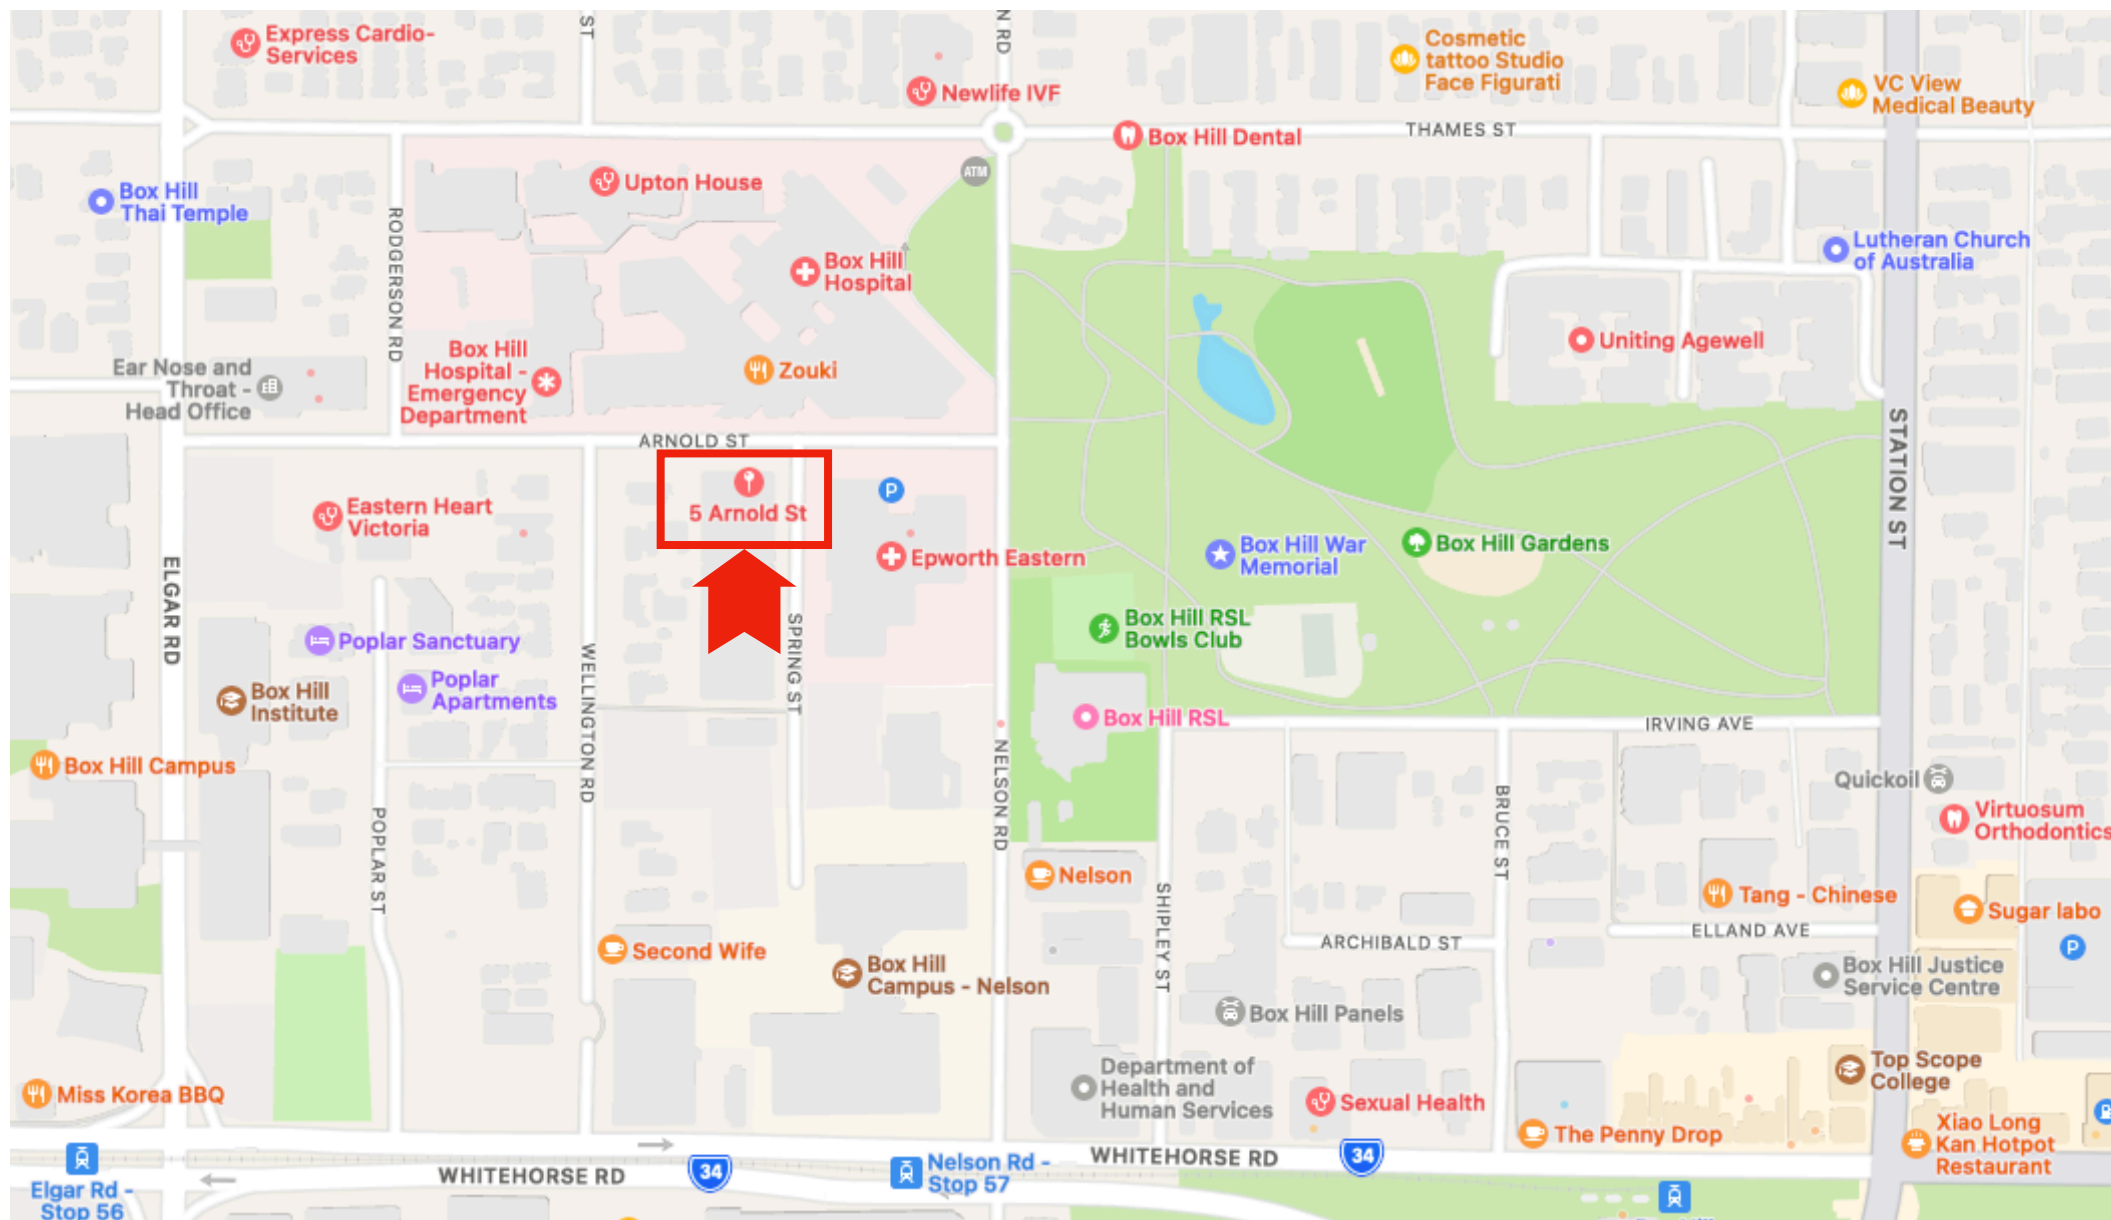 Express Cardio-
Services
ST
N RD
Newlife IVF
Cosmetic
tattoo Studio
Face Figurati
VC View
Medical Beauty
THAMES ST
Box Hill Dental
Box Hill
Thai Temple
Upton House
ATM
RODGERSON RD
Box Hill
Hospital
Lutheran Church
of Australia
Uniting Agewell
Ear Nose and
Throat -
Head Office
Box Hill
Hospital -
Emergency
Department
Zouki
ARNOLD ST
STATION ST
5 Arnold St
P
Eastern Heart
Victoria
Epworth Eastern
Box Hill War
Memorial
Box Hill Gardens
ELGAR RD
Box Hill RSL
Bowls Club
SPRING ST
Poplar Sanctuary
Poplar
Apartments
WELLINGTON RD
Box Hill
Institute
Box Hill RSL
IRVING AVE
Box Hill Campus
NELSON RD
Quickoil
Virtuosum
Orthodontics
POPLAR ST
BRUCE ST
Nelson
SHIPLEY ST
Tang - Chinese
Sugar labo
ELLAND AVE
ARCHIBALD ST
P
Second Wife
Box Hill
Campus - Nelson
Box Hill Justice
Service Centre
Box Hill Panels
Department of
Health and
Human Services
Top Scope
College
Miss Korea BBQ
Sexual Health
The Penny Drop
Xiao Long
Kan Hotpot
Restaurant
WHITEHORSE RD
34
WHITEHORSE RD
34
Nelson Rd -
Stop 57
Elgar Rd -
Stop 56